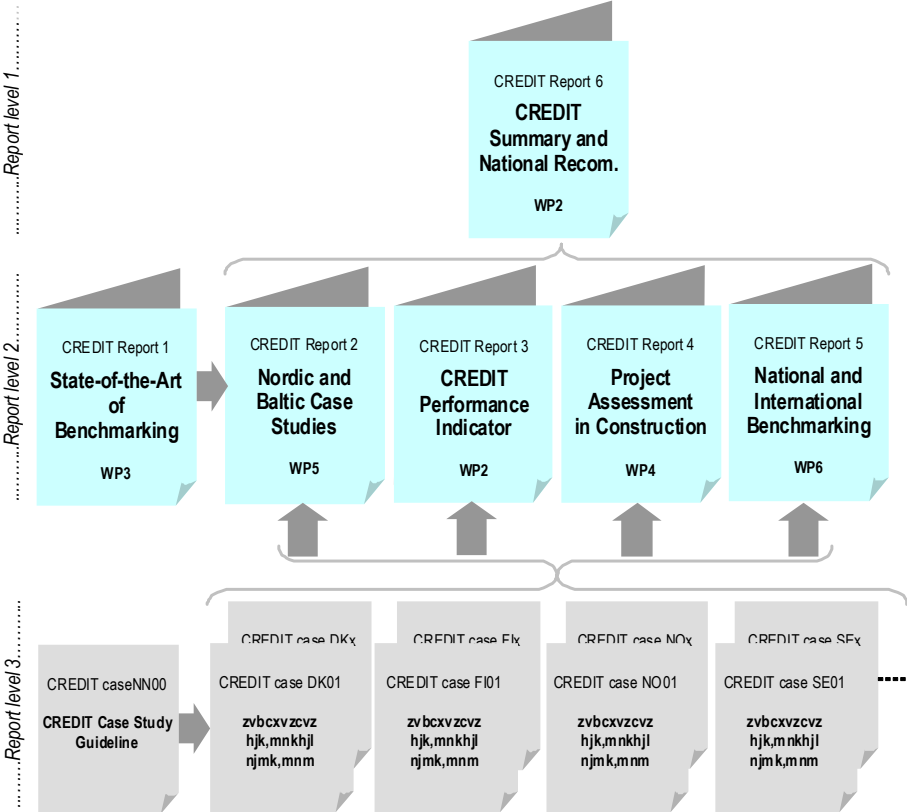 Report level 1
CREDIT Report 6
CREDIT
Summary and
National Recom.
WP2
Report level 2
CREDIT Report 1
State-of-the-Art
of
Benchmarking
WP3
CREDIT Report 2
Nordic and
Baltic Case
Studies
WP5
CREDIT Report 3
CREDIT
Performance
Indicator
WP2
CREDIT Report 4
Project
Assessment
in Construction
WP4
CREDIT Report 5
National and
International
Benchmarking
WP6
Report level 3
CREDIT caseNN00
CREDIT Case Study
Guideline
CREDIT case DKx
CREDIT case DK01
zvbcxvzcvz
hjk,mnkhjl
njmk,mnm
CREDIT case FIx
CREDIT case FI01
zvbcxvzcvz
hjk,mnkhjl
njmk,mnm
CREDIT case NOx
CREDIT case NO01
zvbcxvzcvz
hjk,mnkhjl
njmk,mnm
CREDIT case SEx
CREDIT case SE01
zvbcxvzcvz
hjk,mnkhjl
njmk,mnm